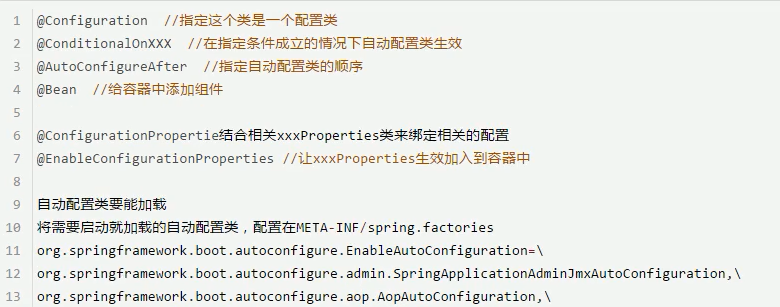 1 @Configuration //指定这个类是一个配置类
2 @ConditionalOnXXX //在指定条件成立的情况下自动配置类生效
3 @AutoConfigureAfter //指定自动配置类的顺序
4 @Bean //给容器中添加组件
5
6 @ConfigurationPropertie结合相关xxxProperties类来绑定相关的配置
7 @EnableConfigurationProperties //让xxxProperties生效加入到容器中
8
9 自动配置类要能加载
10 将需要启动就加载的自动配置类，配置在META-INF/spring.factories
11 org.springframework.boot.autoconfigure.EnableAutoConfiguration=\
12 org.springframework.boot.autoconfigure.admin.SpringApplicationAdminJmxAutoConfiguration,\
13 org.springframework.boot.autoconfigure.aop.AopAutoConfiguration,\